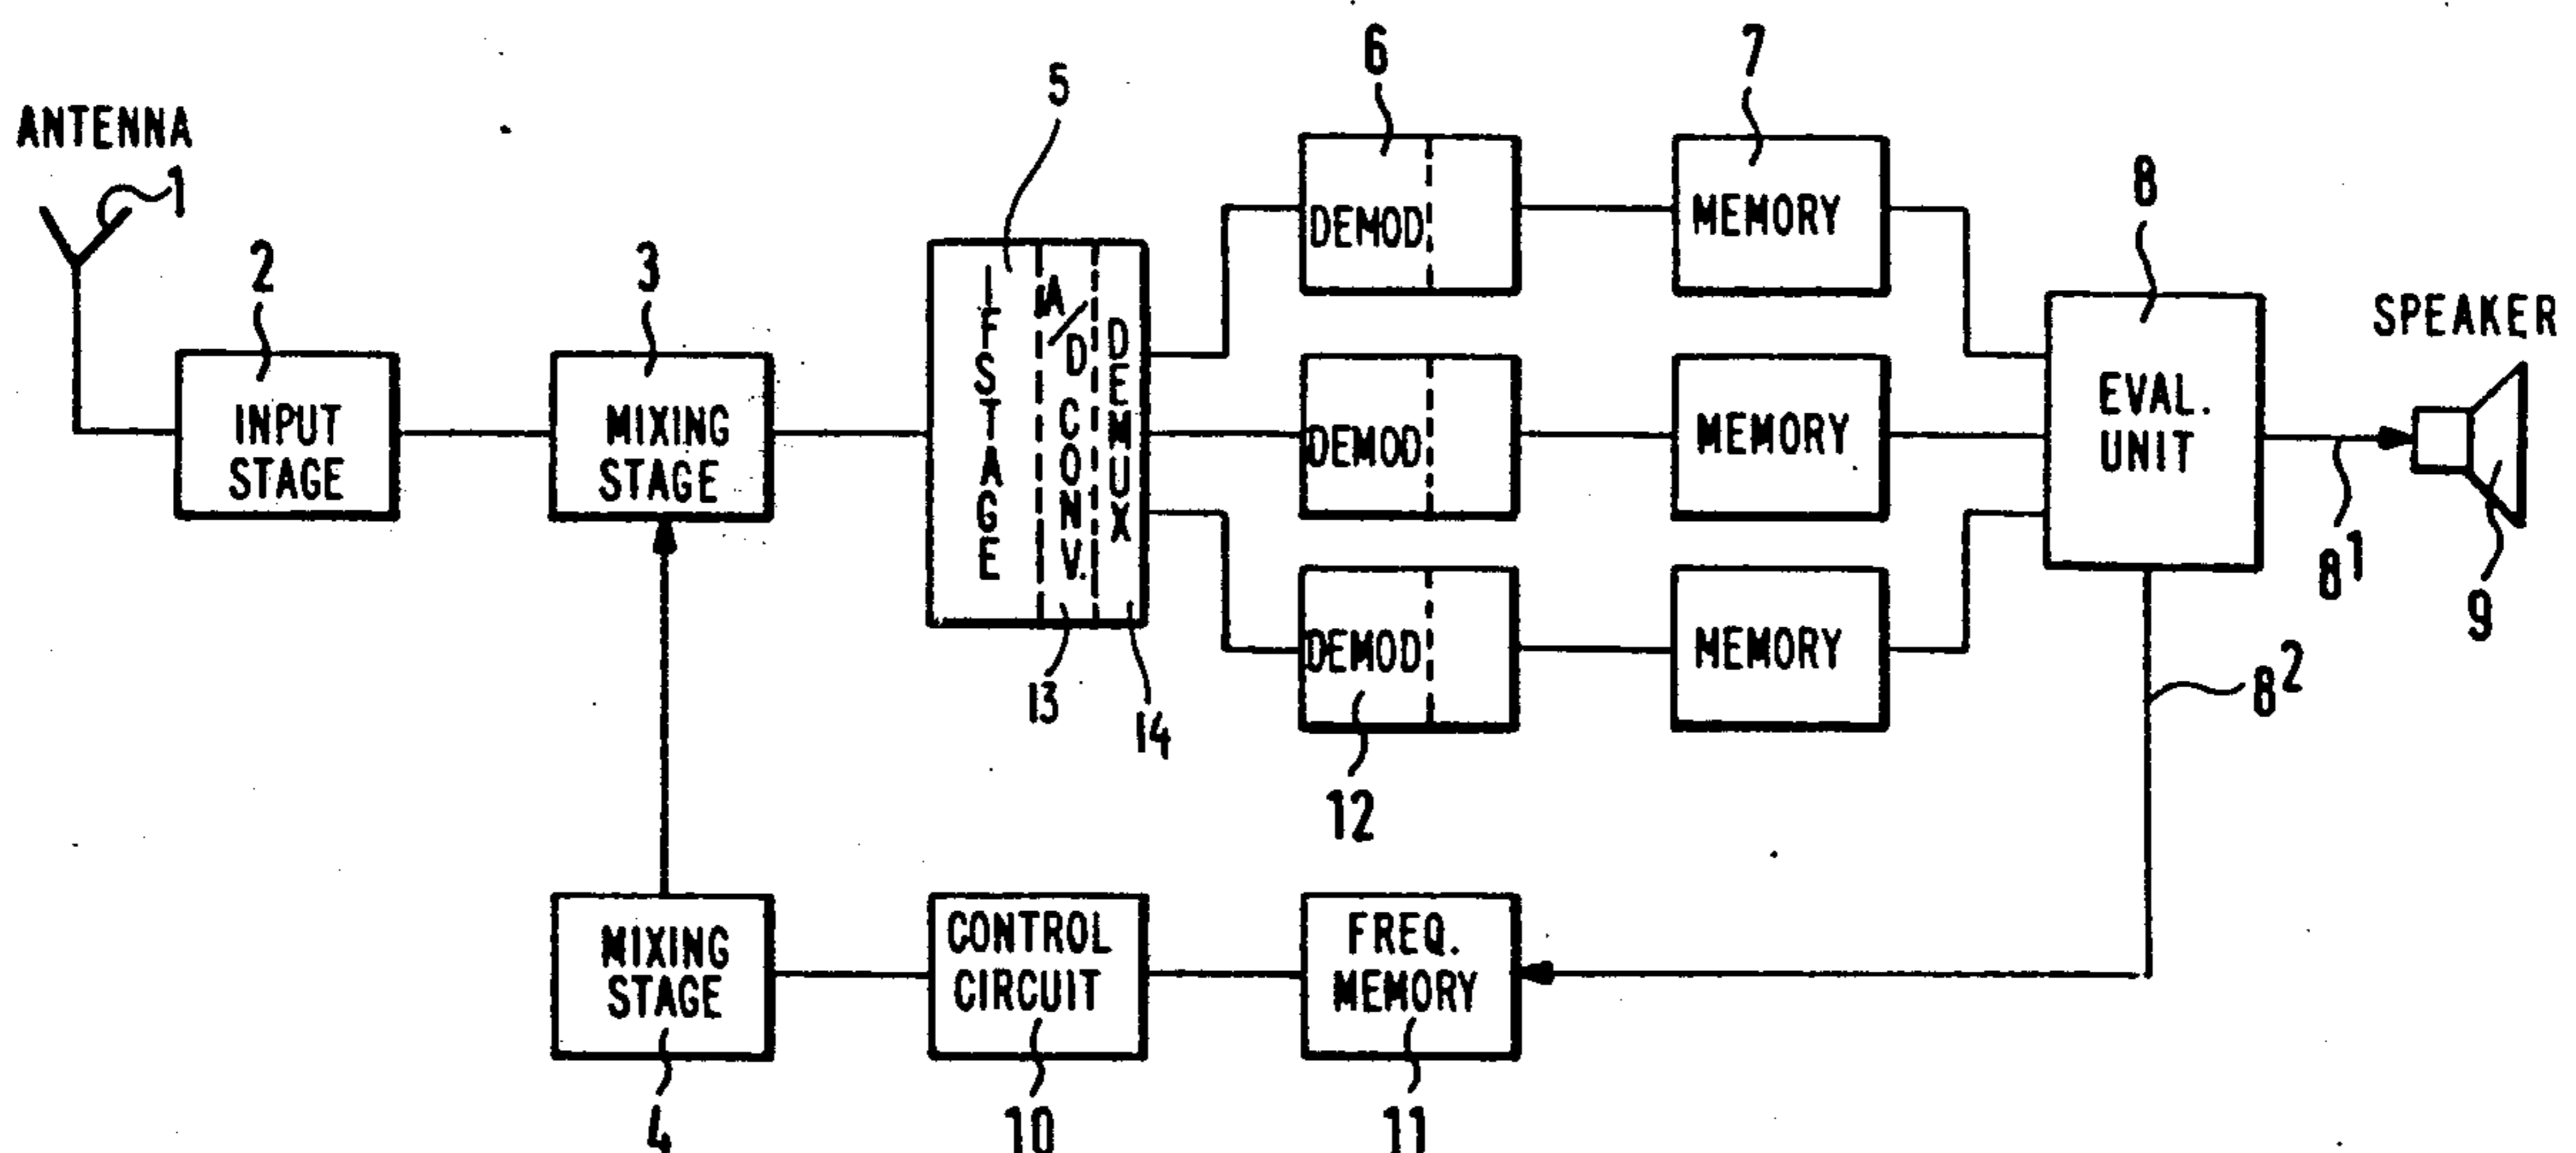 ANTENNA
1
2
INPUT
STAGE
3
MIXING
STAGE
5
IF STAGE
A/D CONV.
DEMUX
13
14
6
DEMOD
7
MEMORY
DEMOD
MEMORY
DEMOD
12
MEMORY
8
EVAL.
UNIT
SPEAKER
8¹
9
8²
MIXING
STAGE
4
CONTROL
CIRCUIT
10
FREQ.
MEMORY
11